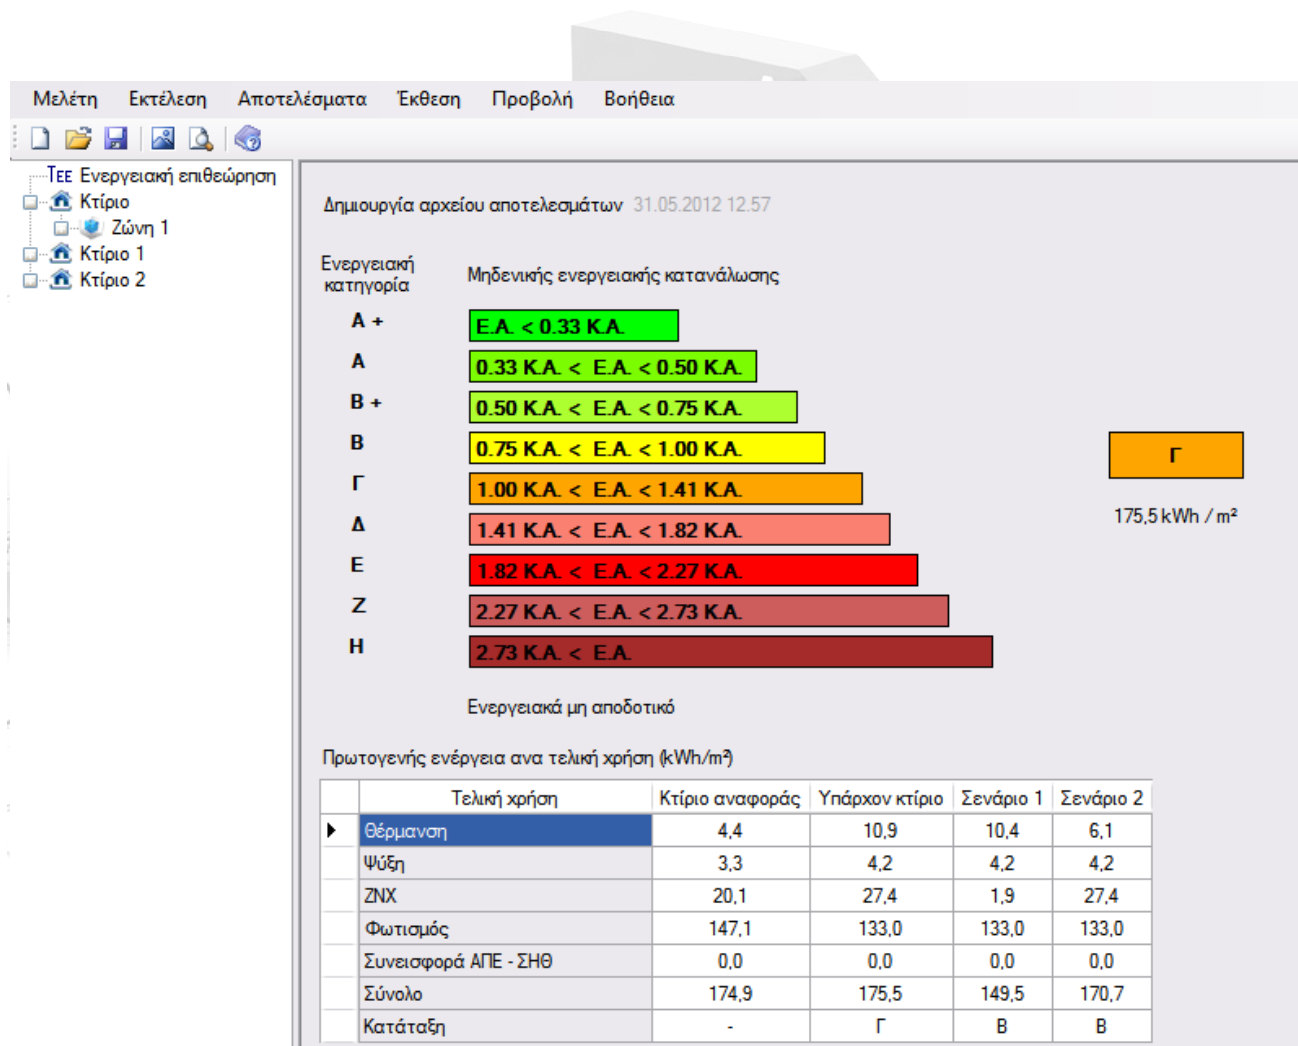 Μελέτη Εκτέλεση Αποτελέσματα Έκθεση Προβολή Βοήθεια
ΤΕΕ Ενεργειακή επιθεώρηση
Κτίριο
Ζώνη 1
Κτίριο 1
Κτίριο 2
Δημιουργία αρχείου αποτελεσμάτων 31.05.2012 12.57
Ενεργειακή
κατηγορία
Μηδενικής ενεργειακής κατανάλωσης
Α + Ε.Α. < 0.33 Κ.Α.
Α 0.33 Κ.Α. < Ε.Α. < 0.50 Κ.Α.
Β + 0.50 Κ.Α. < Ε.Α. < 0.75 Κ.Α.
Β 0.75 Κ.Α. < Ε.Α. < 1.00 Κ.Α.
Γ 1.00 Κ.Α. < Ε.Α. < 1.41 Κ.Α.
Δ 1.41 Κ.Α. < Ε.Α. < 1.82 Κ.Α.
Ε 1.82 Κ.Α. < Ε.Α. < 2.27 Κ.Α.
Ζ 2.27 Κ.Α. < Ε.Α. < 2.73 Κ.Α.
Η 2.73 Κ.Α. < Ε.Α.
Γ
175,5 kWh / m²
Ενεργειακά μη αποδοτικό
Πρωτογενής ενέργεια ανα τελική χρήση (kWh/m²)
Τελική χρήση Κτίριο αναφοράς Υπάρχον κτίριο Σενάριο 1 Σενάριο 2
Θέρμανση 4,4 10,9 10,4 6,1
Ψύξη 3,3 4,2 4,2 4,2
ΖΝΧ 20,1 27,4 1,9 27,4
Φωτισμός 147,1 133,0 133,0 133,0
Συνεισφορά ΑΠΕ - ΣΗΘ 0,0 0,0 0,0 0,0
Σύνολο 174,9 175,5 149,5 170,7
Κατάταξη - Γ Β Β